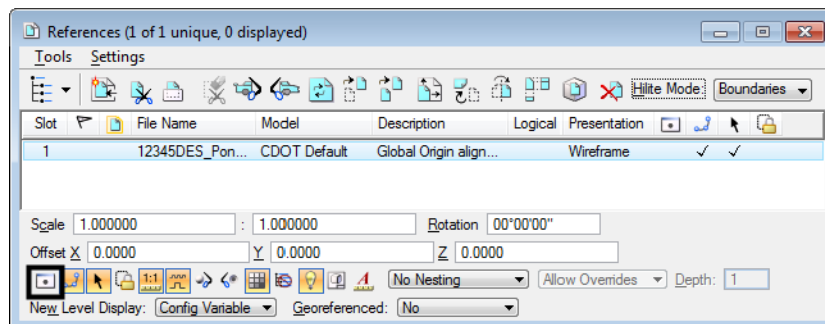 References (1 of 1 unique, 0 displayed)
Tools Settings
Hilite Mode: Boundaries
Slot File Name Model Description Logical Presentation
1 12345DES_Pon... CDOT Default Global Origin align... Wireframe
Scale 1.000000 : 1.000000 Rotation 00°00'00"
Offset X 0.0000 Y 0.0000 Z 0.0000
1:1 A No Nesting Allow Overrides Depth: 1
New Level Display: Config Variable Georeferenced: No